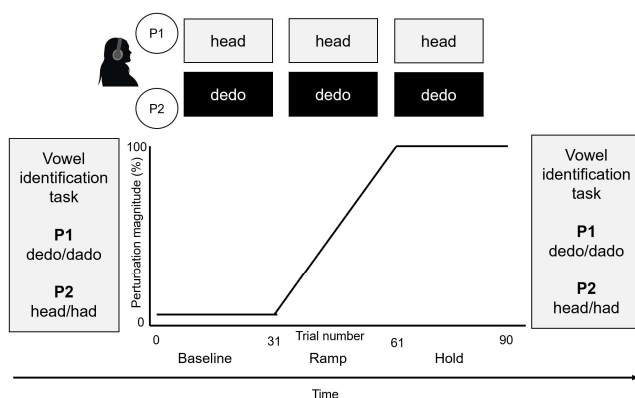 P1
head head head
P2
dedo dedo dedo
Vowel
identification
task
P1
dedo/dado
P2
head/had
Perturbation magnitude (%)
100
0
0 31 Trial number 61 90
Baseline Ramp Hold
Vowel
identification
task
P1
dedo/dado
P2
head/had
Time